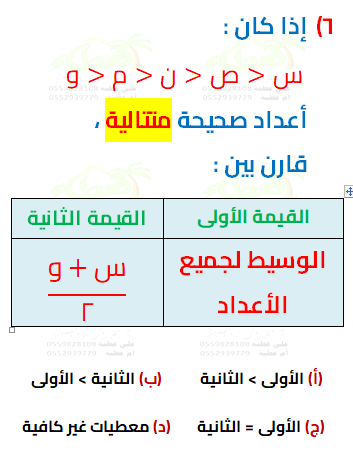 ٦) إذا كان :
س > ص > ن > م > و
أعداد صحيحة متتالية ،
قارن بين :
القيمة الأولى القيمة الثانية
الوسيط لجميع الأعداد
س + و
٢
(أ) الأولى > الثانية (ب) الثانية > الأولى
(ج) الأولى = الثانية (د) معطيات غير كافية